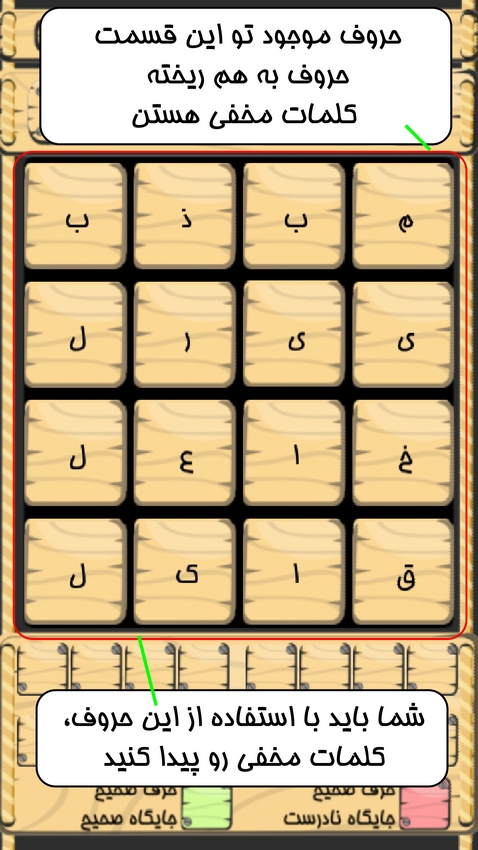 حروف موجود تو این قسمت
حروف به هم ریخته
کلمات مخفی هستن
م ب ذ ب
ی ی ر ل
خ ا ع ل
ق ا ک ل
شما باید با استفاده از این حروف،
کلمات مخفی رو پیدا کنید
حرف صحیح حرف صحیح
جایگاه نادرست جایگاه صحیح